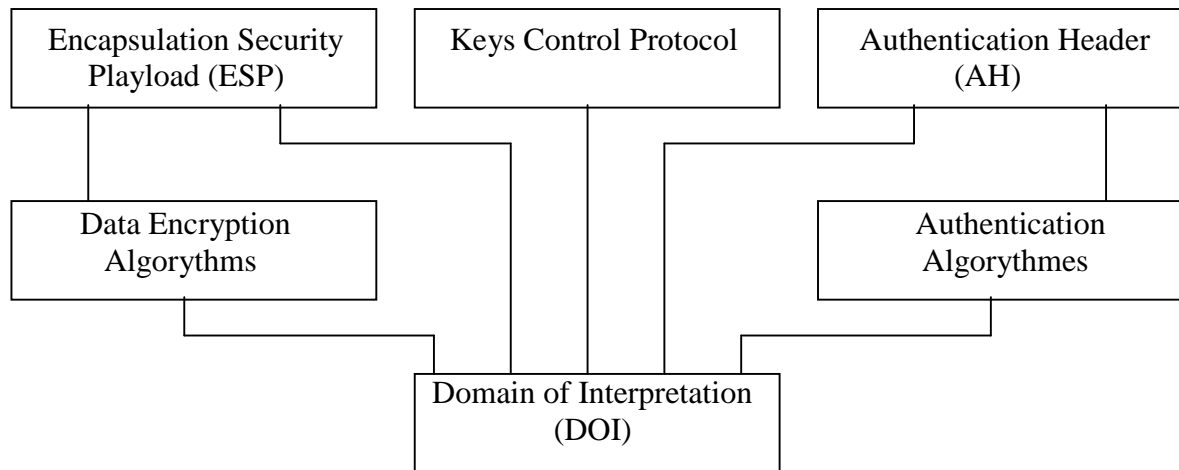 Encapsulation Security
Playload (ESP)
Keys Control Protocol
Authentication Header
(AH)
Data Encryption
Algorythms
Authentication
Algorythmes
Domain of Interpretation
(DOI)